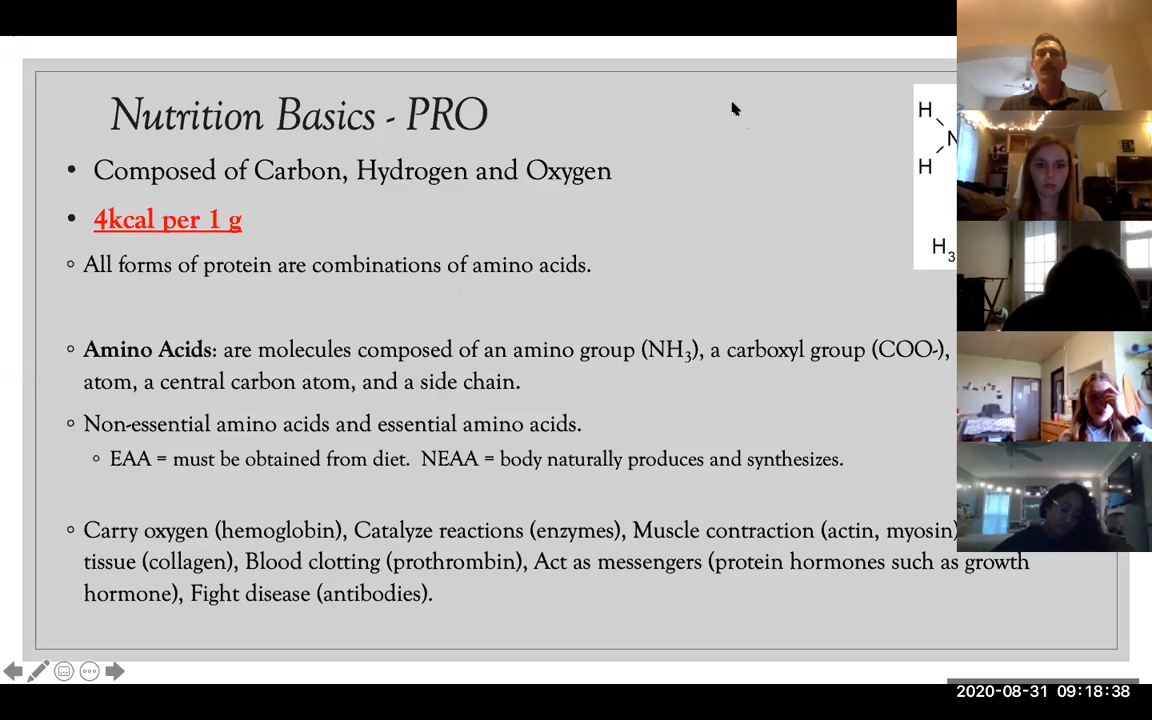 Nutrition Basics - PRO
• Composed of Carbon, Hydrogen and Oxygen
• 4kcal per 1 g
◦ All forms of protein are combinations of amino acids.
H
N
H
H3
◦ Amino Acids: are molecules composed of an amino group (NH3), a carboxyl group (COO-),
atom, a central carbon atom, and a side chain.
◦ Non-essential amino acids and essential amino acids.
◦ EAA = must be obtained from diet. NEAA = body naturally produces and synthesizes.
◦ Carry oxygen (hemoglobin), Catalyze reactions (enzymes), Muscle contraction (actin, myosin)
tissue (collagen), Blood clotting (prothrombin), Act as messengers (protein hormones such as growth
hormone), Fight disease (antibodies).
2020-08-31 09:18:38